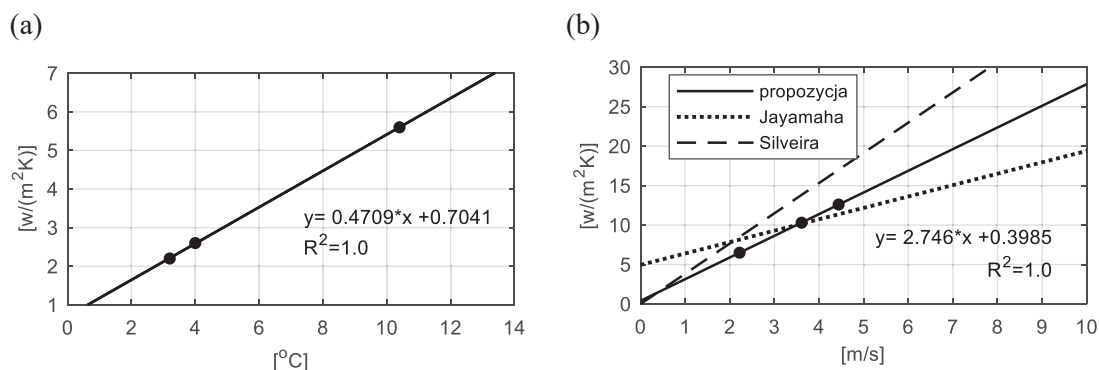 (a)
7
6
5
4
3
2
1
[w/(m²K)]
y= 0.4709*x +0.7041
R²=1.0
0 2 4 6 8 10 12 14
[°C]
(b)
30
25
20
15
10
5
0
[w/(m²K)]
propozycja
Jayamaha
Silveira
y= 2.746*x +0.3985
R²=1.0
0 1 2 3 4 5 6 7 8 9 10
[m/s]